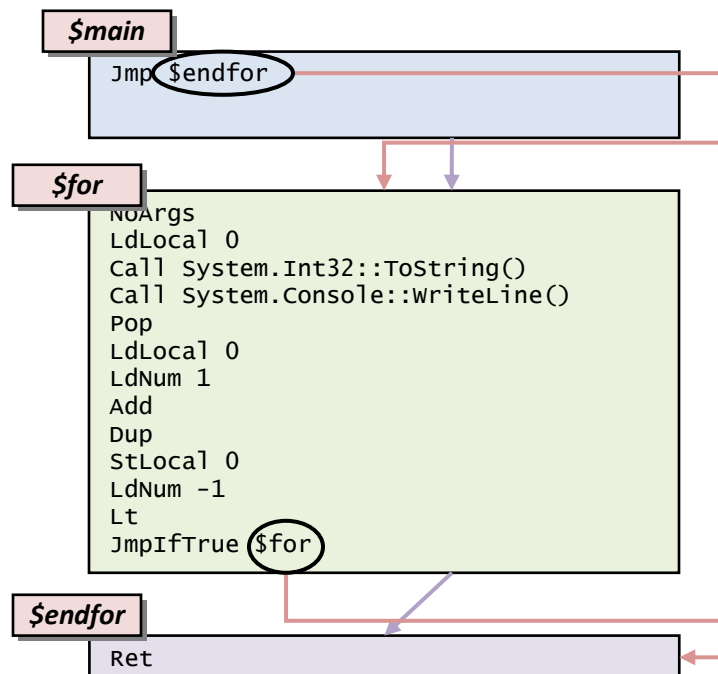 $main
Jmp $endfor
$for
NoArgs
LdLocal 0
Call System.Int32::ToString()
Call System.Console::WriteLine()
Pop
LdLocal 0
LdNum 1
Add
Dup
StLocal 0
LdNum -1
Lt
JmpIfTrue $for
$endfor
Ret